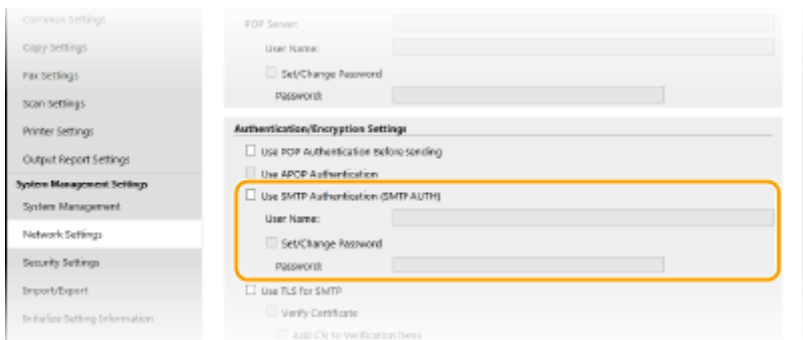 Common Settings
Copy Settings
Fax Settings
Scan Settings
Printer Settings
Output Report Settings
System Management Settings
System Management
Network Settings
Security Settings
Import/Export
Initialize Setting Information
POP Server:
User Name:
Set/Change Password
Password:
Authentication/Encryption Settings
Use POP Authentication Before Sending
Use APOP Authentication
Use SMTP Authentication (SMTP AUTH)
User Name:
Set/Change Password
Password:
Use TLS for SMTP
Verify Certificate
Add CN to Verification Items